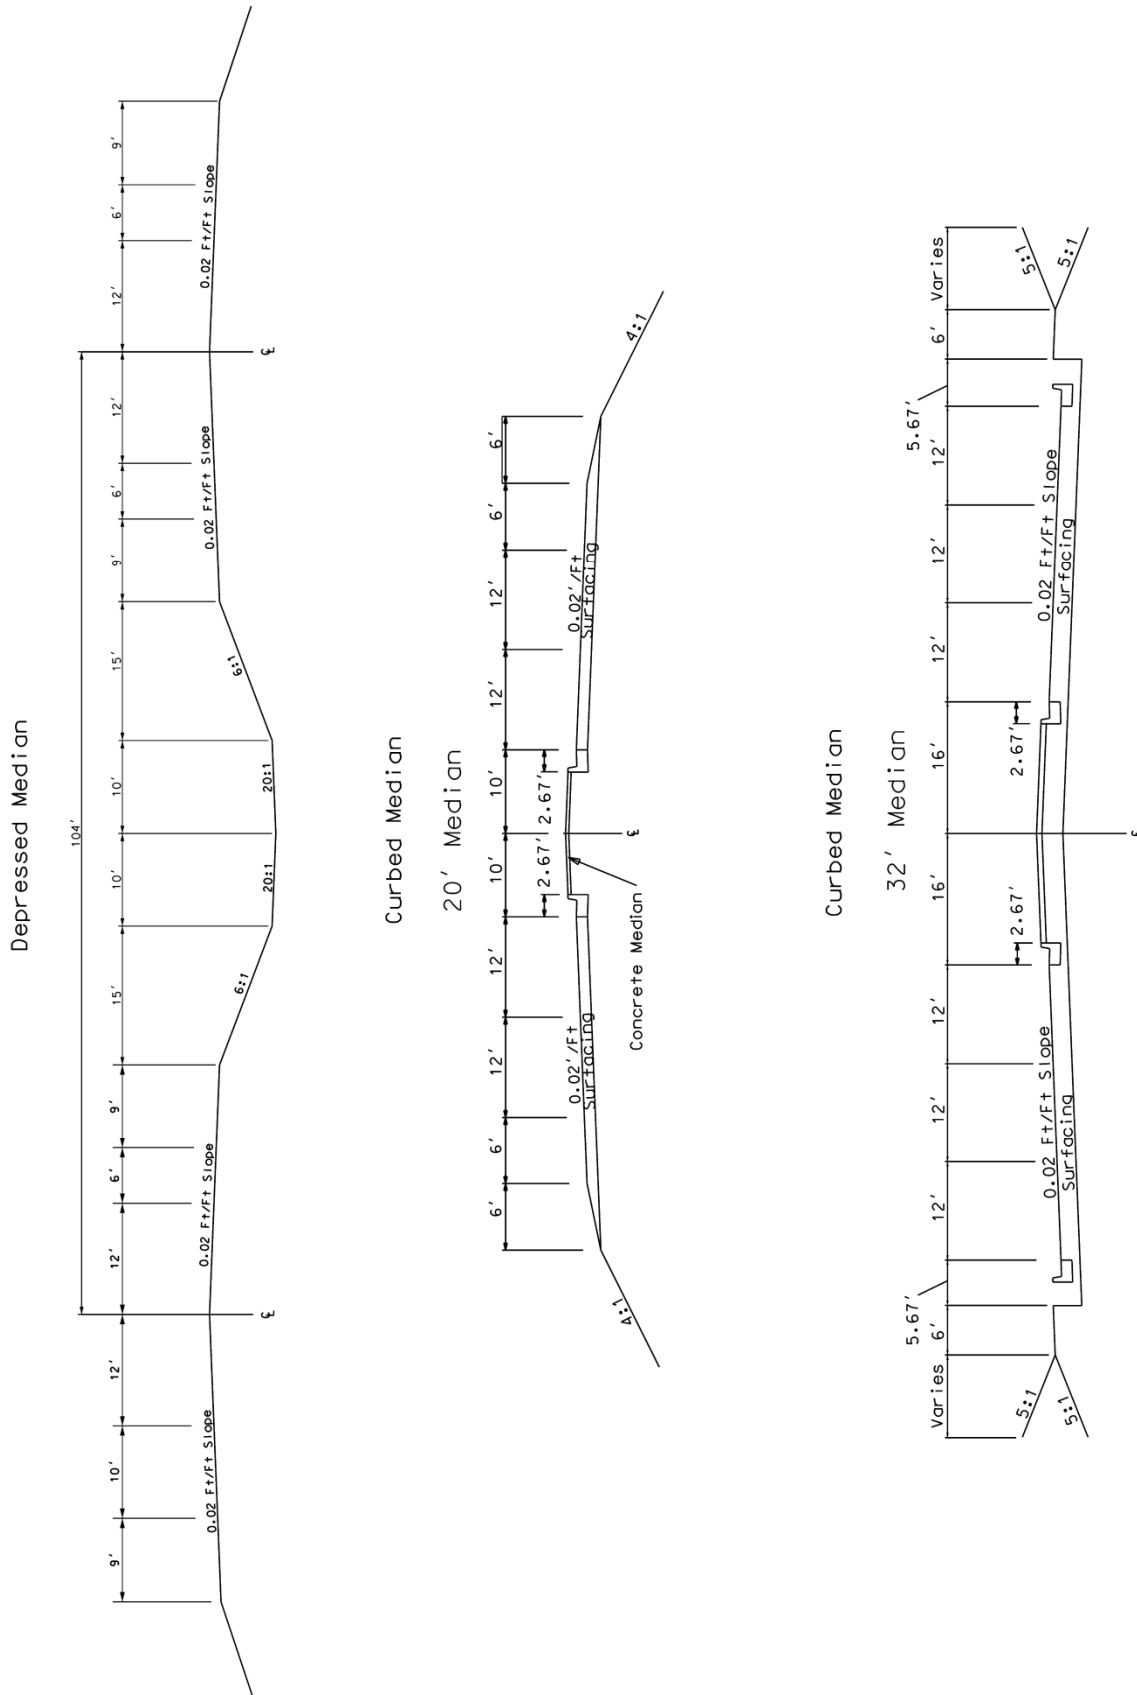 Depressed Median
104'
9' 10' 12' 12' 6' 9' 15' 10' 10' 15' 9' 6' 12' 12' 6' 9'
0.02 Ft/Ft Slope 0.02 Ft/Ft Slope 0.02 Ft/Ft Slope 0.02 Ft/Ft Slope
6:1 20:1 20:1 6:1
℄ ℄
Curbed Median
20' Median
6' 6' 12' 12' 10' 10' 12' 12' 6' 6'
2.67' 2.67'
0.02'/Ft 0.02'/Ft
Surfacing Surfacing
4:1 ℄ 4:1
Concrete Median
Curbed Median
32' Median
5.67' 5.67'
Varies 6' 12' 12' 12' 16' 16' 12' 12' 12' 6' Varies
2.67' 2.67'
5:1 0.02 Ft/Ft Slope 0.02 Ft/Ft Slope 5:1
5:1 Surfacing Surfacing 5:1
℄